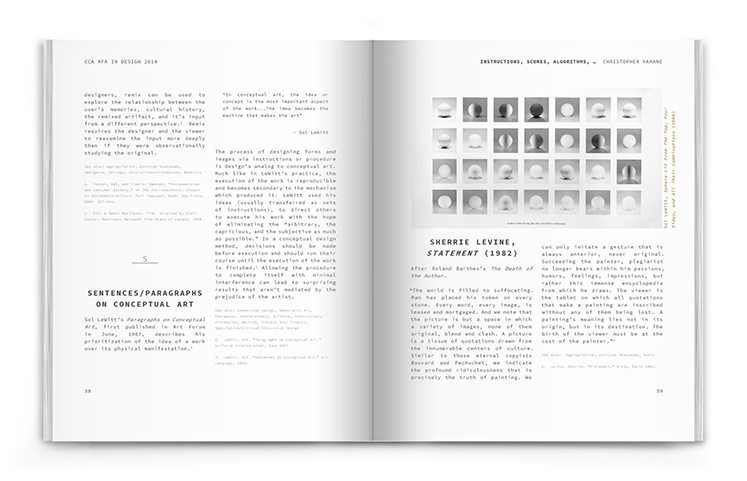 CCA MFA IN DESIGN 2014
designers, remix can be used to
explore the relationship between the
user's memories, cultural history,
the remixed artifact, and it's input
from a different perspective.¹ Remix
requires the designer and the viewer
to reexamine the input more deeply
than if they were observationally
studying the original.
See also: Appropriation, Assisted Readymade,
S
SENTENCES/PARAGRAPHS
ON CONCEPTUAL ART
Sol LeWitt's Paragraphs on Conceptual
Art, first published in Art Forum
in June, 1967, describes his
prioritization of the idea of a work
over its physical manifestation.¹
38
"In conceptual art, the idea or
concept is the most important aspect
of the work...The idea becomes the
machine that makes the art"
- Sol LeWitt
The process of designing forms and
images via instructions or procedure
is design's analog to conceptual art.
Much like in LeWitt's practice, the
execution of the work is reproducible
and becomes secondary to the mechanism
which produced it. LeWitt used his
ideas (usually transferred as sets
of instructions), to direct others
to execute his work with the hope
of eliminating the "arbitrary, the
capricious, and the subjective as much
as possible." In a conceptual design
method, decisions should be made
before execution and should run their
course until the execution of the work
is finished. Allowing the procedure
to complete itself with minimal
interference can lead to surprising
results that aren't mediated by the
prejudice of the artist.
INSTRUCTIONS, SCORES, ALGORITHMS, … CHRISTOPHER YAMANE
Sol LeWitt, Sphere lit from the top, four
sides, and all their combinations (2004)
SHERRIE LEVINE,
STATEMENT (1982)
After Roland Barthes's The Death of
the Author.
"The world is filled to suffocating.
Man has placed his token on every
stone. Every word, every image, is
leased and mortgaged. And we note that
the picture is but a space in which
a variety of images, none of them
original, blend and clash. A picture
is a tissue of quotations drawn from
the innumerable centers of culture.
Similar to those eternal copyists
Bouvard and Pechuchet, we indicate
the profound ridiculousness that is
precisely the truth of painting. We
can only imitate a gesture that is
always anterior, never original.
Succeeding the painter, plagiarist
no longer bears within him passions,
humors, feelings, impressions, but
rather this immense encyclopedia
from which he draws. The viewer is
the tablet on which all quotations
that make a painting are inscribed
without any of them being lost. A
painting's meaning lies not in its
origin, but in its destination. The
birth of the viewer must be at the
cost of the painter."¹
39